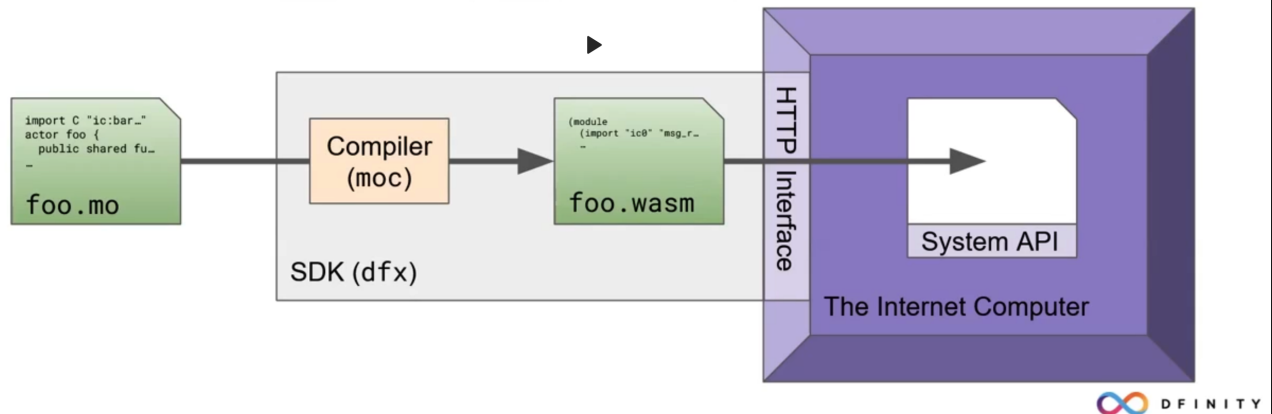 import C "ic:bar…"
actor foo {
public shared fu…
…
foo.mo
Compiler
(moc)
(module
(import "ic0" "msg_r…
…
foo.wasm
SDK (dfx)
HTTP Interface
System API
The Internet Computer
DFINITY